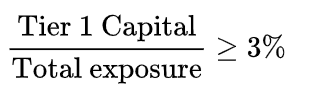 Tier 1 Capital
Total exposure
≥ 3%